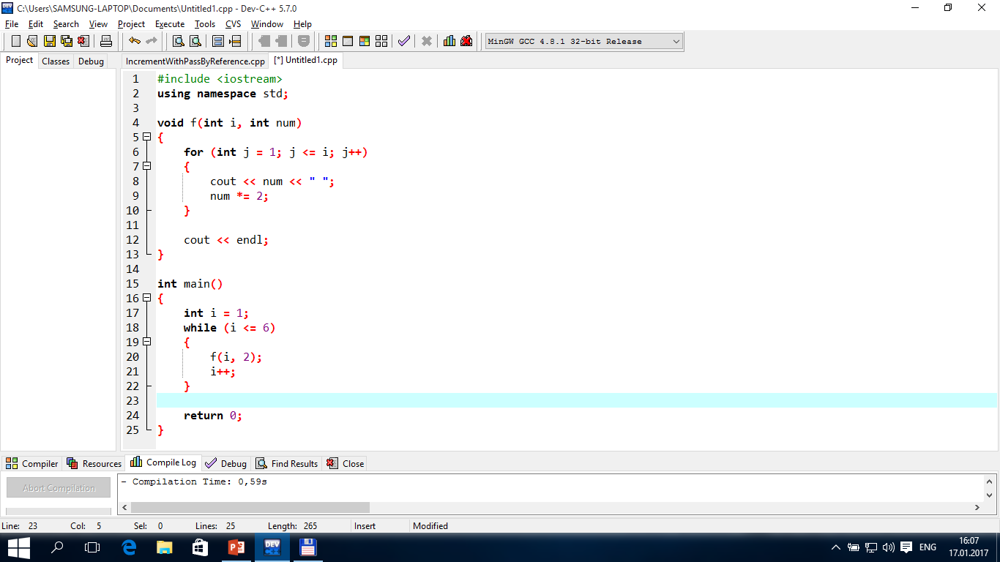 C:\Users\SAMSUNG-LAPTOP\Documents\Untitled1.cpp - Dev-C++ 5.7.0
File Edit Search View Project Execute Tools CVS Window Help
MinGW GCC 4.8.1 32-bit Release
Project Classes Debug IncrementWithPassByReference.cpp [*] Untitled1.cpp
1 #include <iostream>
2 using namespace std;
3
4 void f(int i, int num)
5 {
6 for (int j = 1; j <= i; j++)
7 {
8 cout << num << " ";
9 num *= 2;
10 }
11
12 cout << endl;
13 }
14
15 int main()
16 {
17 int i = 1;
18 while (i <= 6)
19 {
20 f(i, 2);
21 i++;
22 }
23
24 return 0;
25 }
Compiler Resources Compile Log Debug Find Results Close
Abort Compilation
- Compilation Time: 0,59s
Line: 23 Col: 5 Sel: 0 Lines: 25 Length: 265 Insert Modified
DEV C++
ENG
16:07
17.01.2017